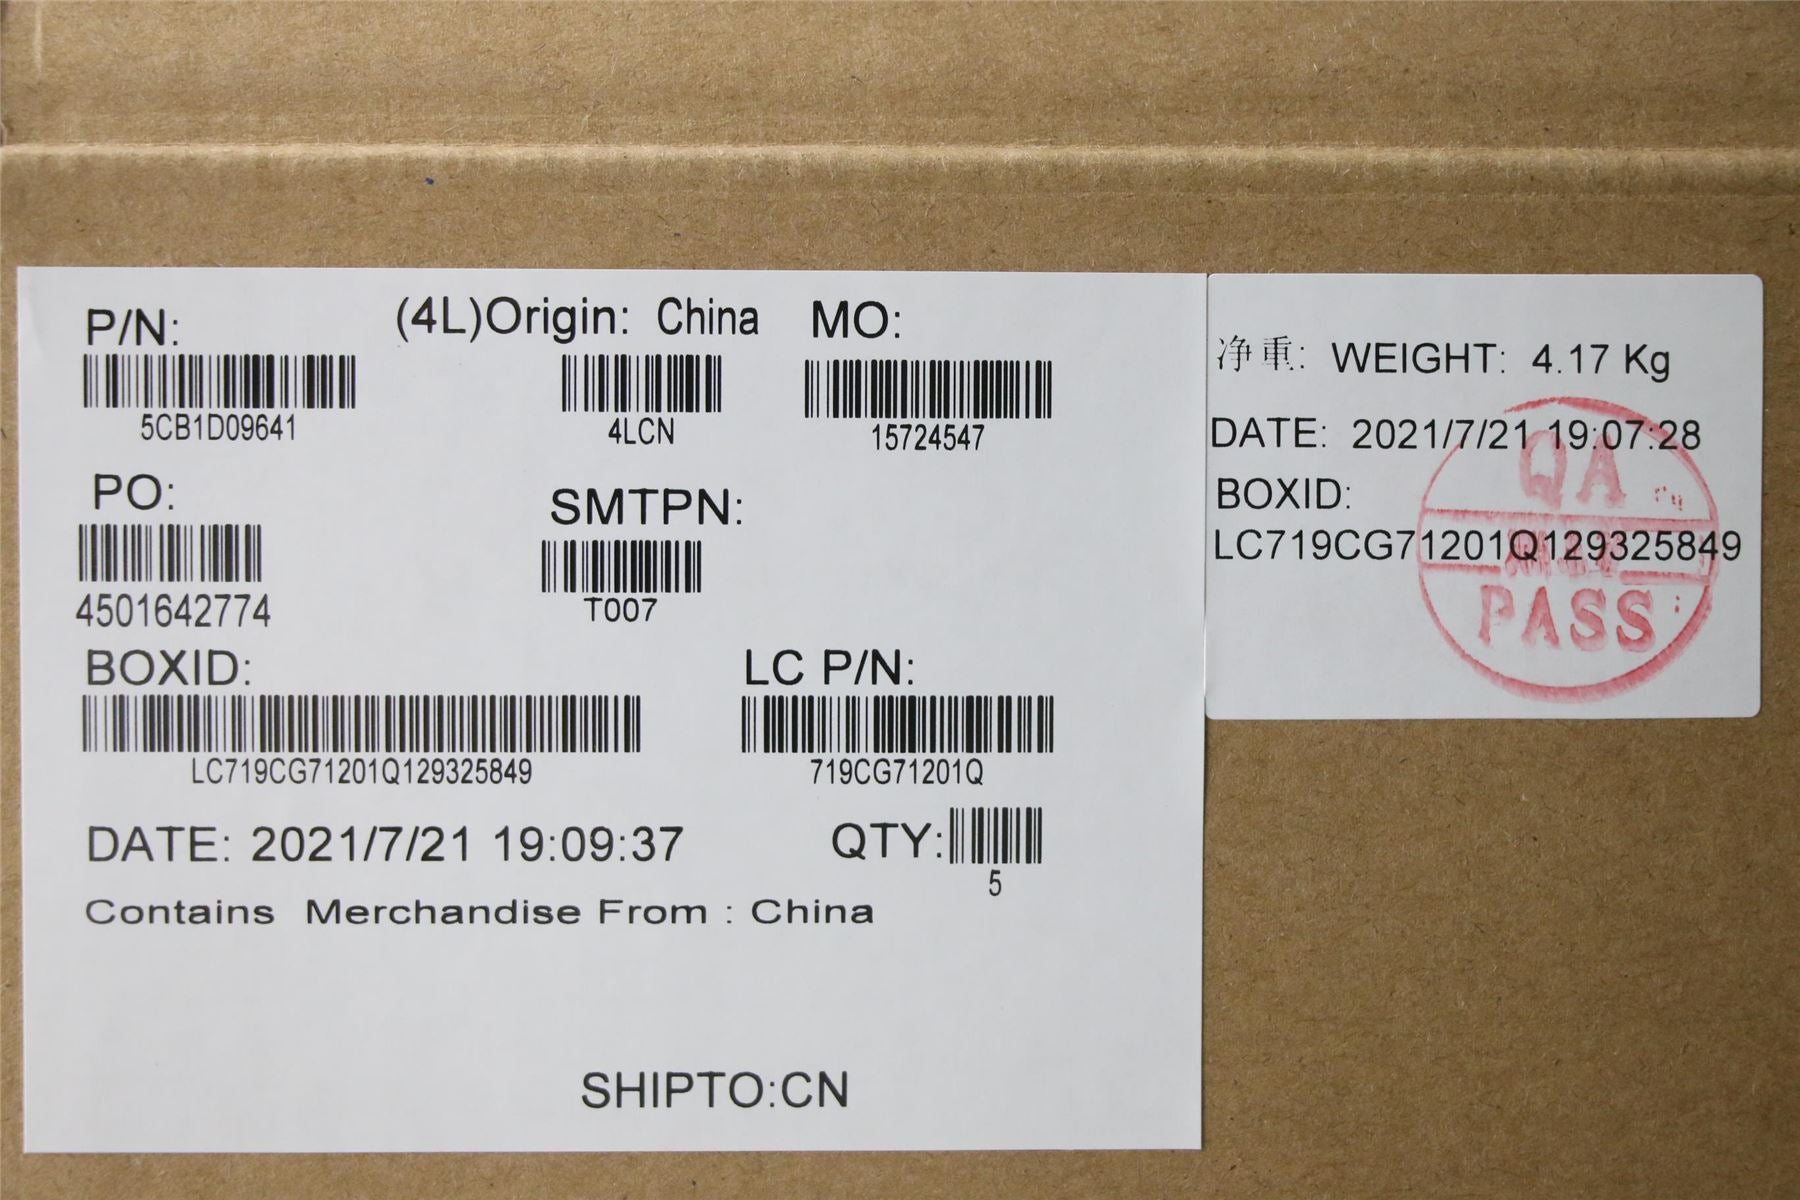 P/N: (4L)Origin: China MO:
5CB1D09641 4LCN 15724547
PO: SMTPN:
4501642774 T007
BOXID: LC P/N:
LC719CG71201Q129325849 719CG71201Q
DATE: 2021/7/21 19:09:37 QTY:
5
Contains Merchandise From : China
SHIPTO:CN
净重: WEIGHT: 4.17 Kg
DATE: 2021/7/21 19:07:28
BOXID:
LC719CG71201Q129325849
QA
PASS